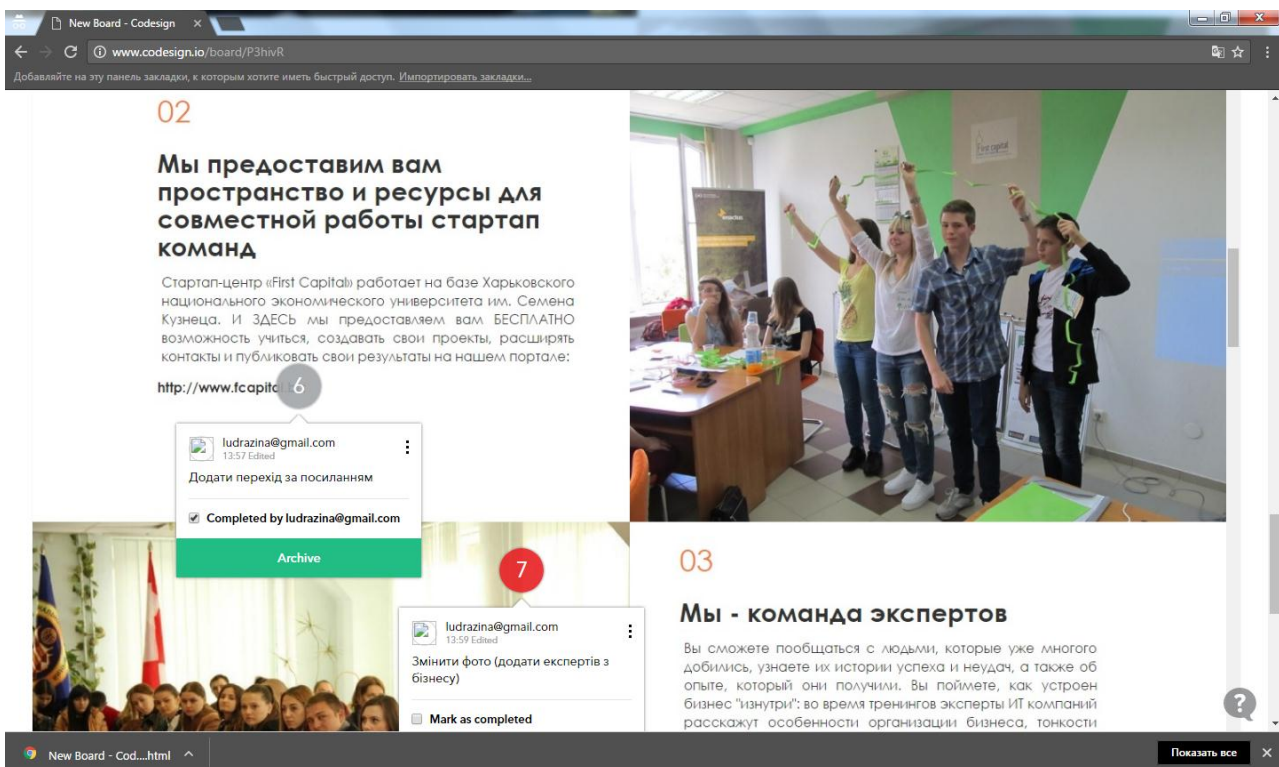 New Board - Codesign
www.codesign.io/board/P3hivR
Добавляйте на эту панель закладки, к которым хотите иметь быстрый доступ. Импортировать закладки...
02
Мы предоставим вам
пространство и ресурсы для
совместной работы стартап
команд
Стартап-центр «First Capital» работает на базе Харьковского
национального экономического университета им. Семена
Кузнеца. И ЗДЕСЬ мы предоставляем вам БЕСПЛАТНО
возможность учиться, создавать свои проекты, расширять
контакты и публиковать свои результаты на нашем портале:
http://www.fcapital
6
ludrazina@gmail.com
13:57 Edited
Додати перехід за посиланням
Completed by ludrazina@gmail.com
Archive
First capital
7
ludrazina@gmail.com
13:59 Edited
Змінити фото (додати експертів з
бізнесу)
Mark as completed
03
Мы - команда экспертов
Вы сможете пообщаться с людьми, которые уже многого
добились, узнаете их истории успеха и неудач, а также об
опыте, который они получили. Вы поймете, как устроен
бизнес "изнутри": во время тренингов эксперты ИТ компаний
расскажут особенности организации бизнеса, тонкости
?
New Board - Cod....html
Показать все